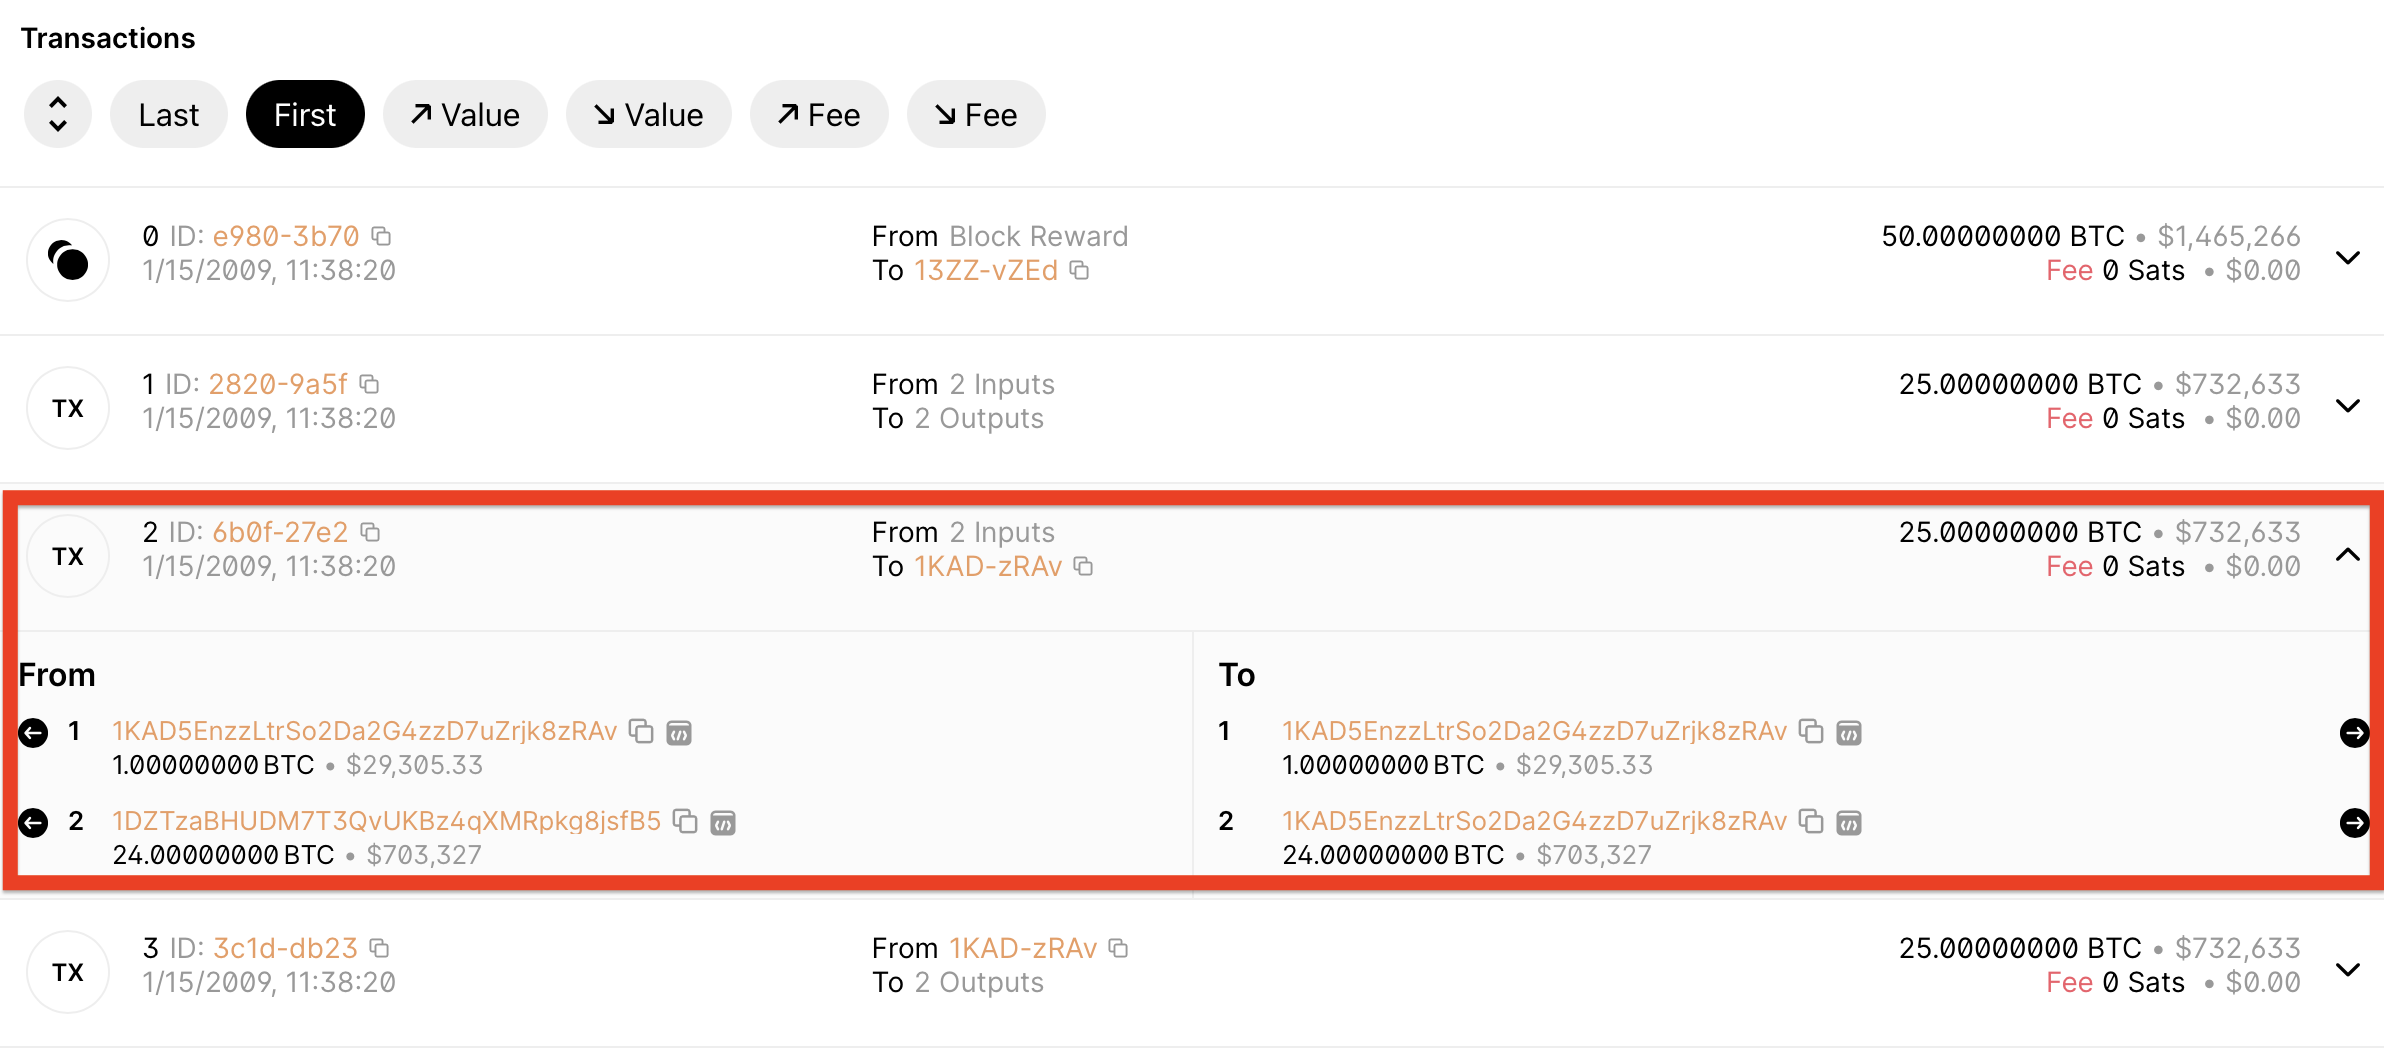 Transactions
Last First ↗ Value ↘ Value ↗ Fee ↘ Fee
0 ID: e980-3b70 From Block Reward 50.00000000 BTC • $1,465,266
1/15/2009, 11:38:20 To 13ZZ-vZEd Fee 0 Sats • $0.00
TX 1 ID: 2820-9a5f From 2 Inputs 25.00000000 BTC • $732,633
1/15/2009, 11:38:20 To 2 Outputs Fee 0 Sats • $0.00
TX 2 ID: 6b0f-27e2 From 2 Inputs 25.00000000 BTC • $732,633
1/15/2009, 11:38:20 To 1KAD-zRAv Fee 0 Sats • $0.00
From To
1 1KAD5EnzzLtrSo2Da2G4zzD7uZrjk8zRAv 1 1KAD5EnzzLtrSo2Da2G4zzD7uZrjk8zRAv
1.00000000 BTC • $29,305.33 1.00000000 BTC • $29,305.33
2 1DZTzaBHUDM7T3QvUKBz4qXMRpkg8jsfB5 2 1KAD5EnzzLtrSo2Da2G4zzD7uZrjk8zRAv
24.00000000 BTC • $703,327 24.00000000 BTC • $703,327
TX 3 ID: 3c1d-db23 From 1KAD-zRAv 25.00000000 BTC • $732,633
1/15/2009, 11:38:20 To 2 Outputs Fee 0 Sats • $0.00